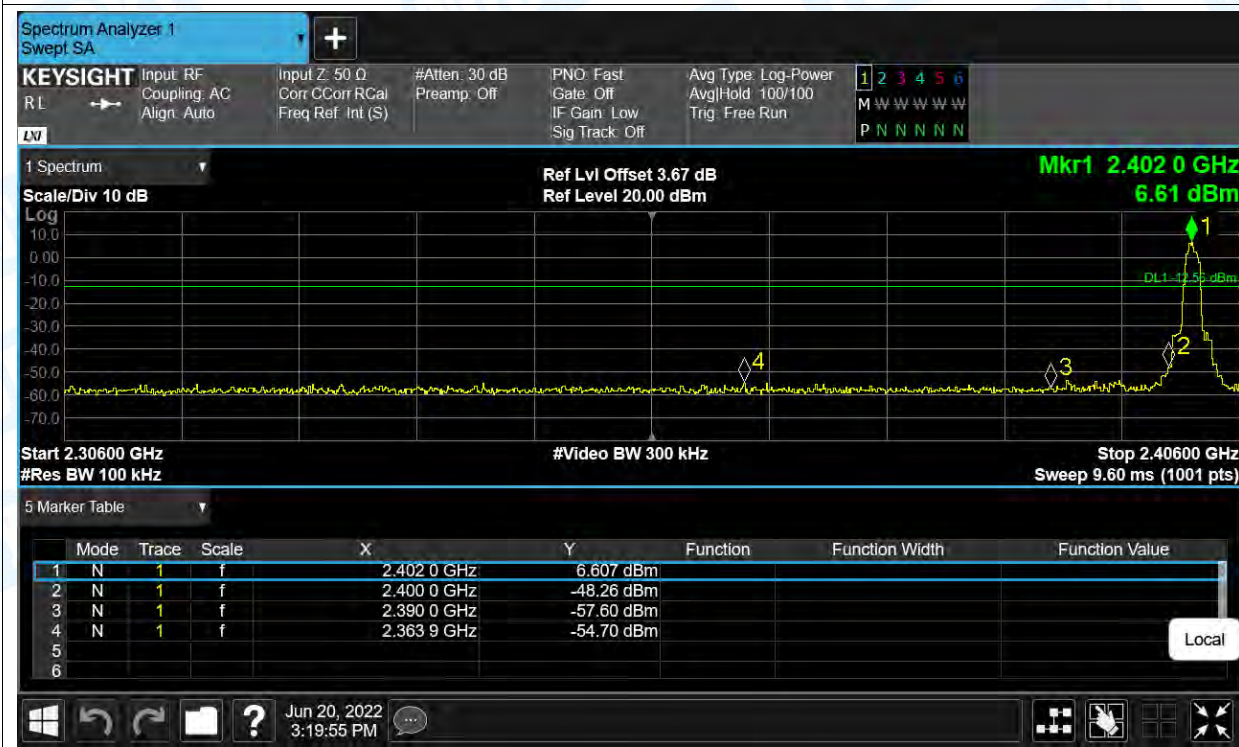 Spectrum Analyzer 1
Swept SA
+
KEYSIGHT Input: RF Input Z: 50 Ω #Atten: 30 dB PNO: Fast Avg Type: Log-Power 1 2 3 4 5 6
RL Coupling: AC Corr CCorr RCal Preamp: Off Gate: Off Avg|Hold: 100/100 M W W W W W
Align: Auto Freq Ref: Int (S) IF Gain: Low Trig: Free Run
LXI Sig Track: Off P N N N N N
1 Spectrum Ref Lvl Offset 3.67 dB Mkr1 2.402 0 GHz
Scale/Div 10 dB Ref Level 20.00 dBm 6.61 dBm
Log
10.0 1
0.00
-10.0 DL1 -12.55 dBm
-20.0
-30.0
-40.0 2
-50.0 4 3
-60.0
-70.0
Start 2.30600 GHz #Video BW 300 kHz Stop 2.40600 GHz
#Res BW 100 kHz Sweep 9.60 ms (1001 pts)
5 Marker Table
Mode Trace Scale X Y Function Function Width Function Value
1 N 1 f 2.402 0 GHz 6.607 dBm
2 N 1 f 2.400 0 GHz -48.26 dBm
3 N 1 f 2.390 0 GHz -57.60 dBm
4 N 1 f 2.363 9 GHz -54.70 dBm
5
6
Local
? Jun 20, 2022
3:19:55 PM